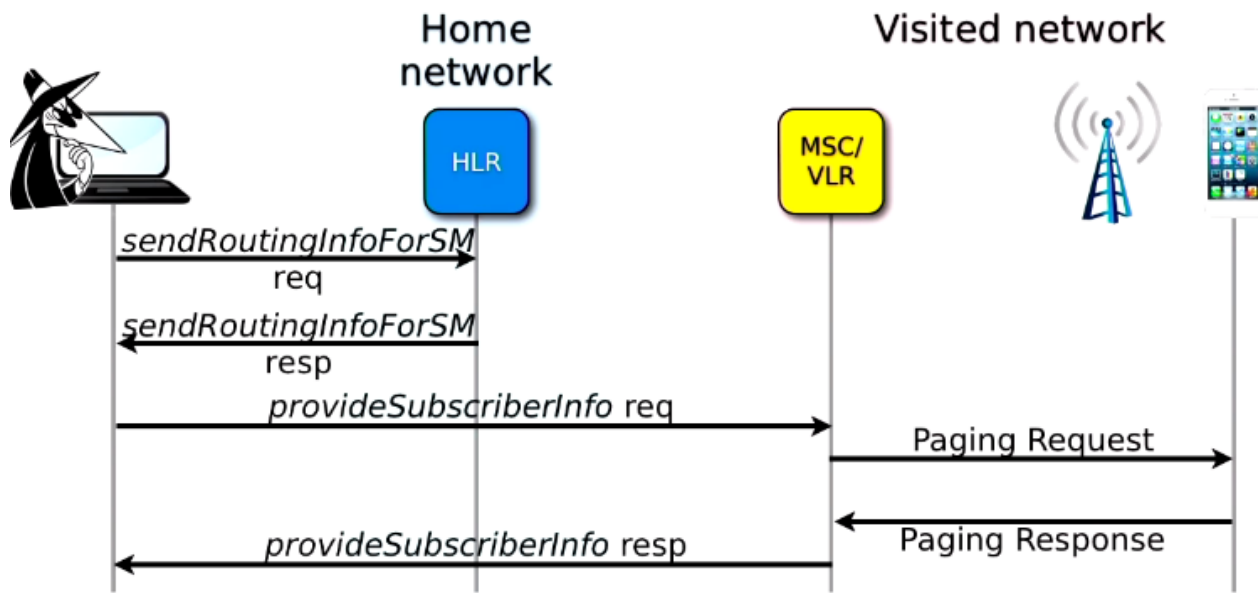 Home
network
Visited network
HLR
MSC/
VLR
sendRoutingInfoForSM
req
sendRoutingInfoForSM
resp
provideSubscriberInfo req
Paging Request
Paging Response
provideSubscriberInfo resp